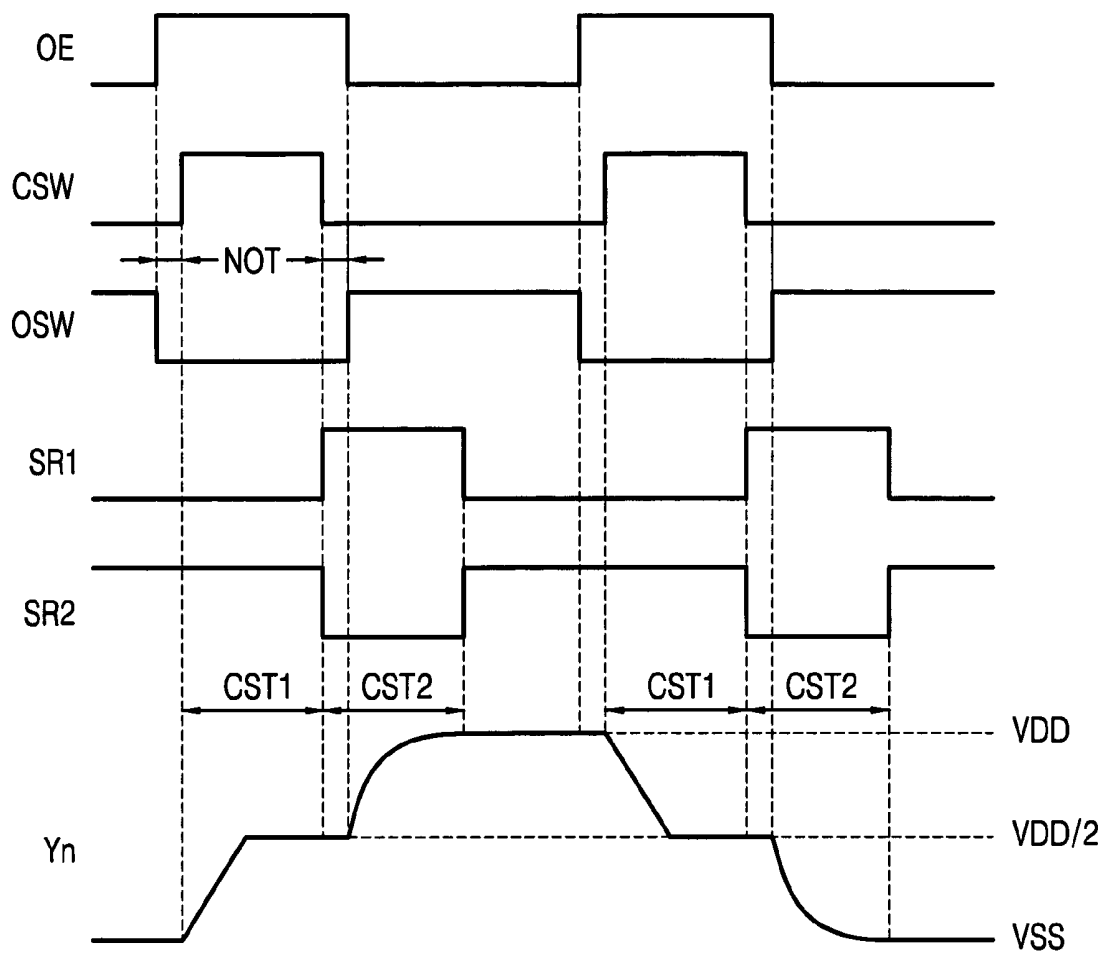 OE
CSW
NOT
OSW
SR1
SR2
CST1 CST2 CST1 CST2
VDD
Yn
VDD/2
VSS